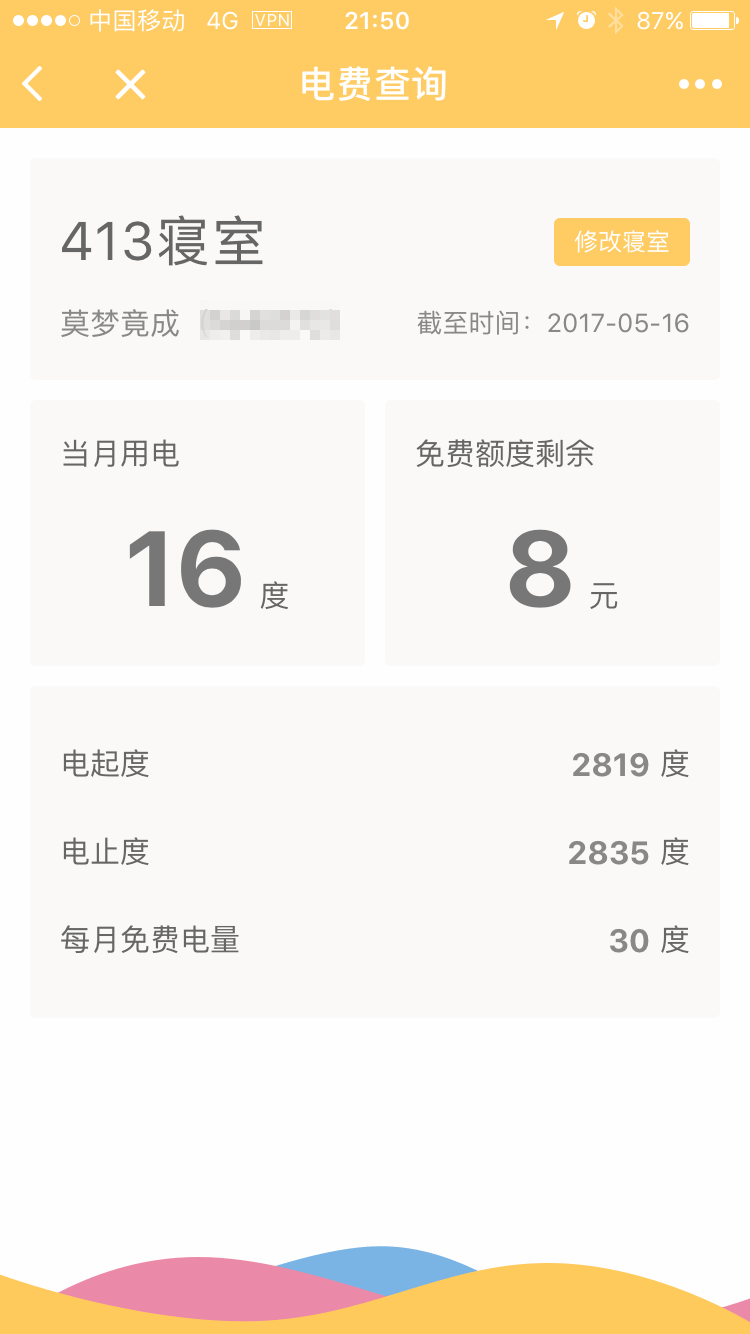 中国移动 4G VPN 21:50 87%
电费查询
413寝室 修改寝室
莫梦竟成 截至时间：2017-05-16
当月用电 免费额度剩余
16 度 8 元
电起度 2819 度
电止度 2835 度
每月免费电量 30 度